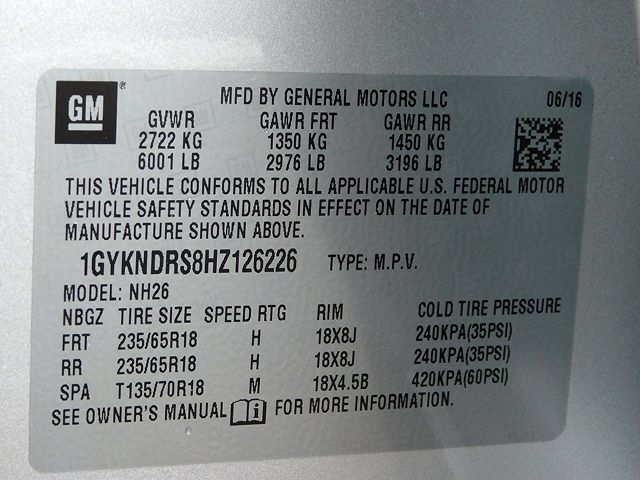 GM®
MFD BY GENERAL MOTORS LLC 06/16
GVWR GAWR FRT GAWR RR
2722 KG 1350 KG 1450 KG
6001 LB 2976 LB 3196 LB
THIS VEHICLE CONFORMS TO ALL APPLICABLE U.S. FEDERAL MOTOR
VEHICLE SAFETY STANDARDS IN EFFECT ON THE DATE OF
MANUFACTURE SHOWN ABOVE.
1GYKNDRS8HZ126226 TYPE: M.P.V.
MODEL: NH26
NBGZ TIRE SIZE SPEED RTG RIM COLD TIRE PRESSURE
FRT 235/65R18 H 18X8J 240KPA(35PSI)
RR 235/65R18 H 18X8J 240KPA(35PSI)
SPA T135/70R18 M 18X4.5B 420KPA(60PSI)
SEE OWNER'S MANUAL i FOR MORE INFORMATION.